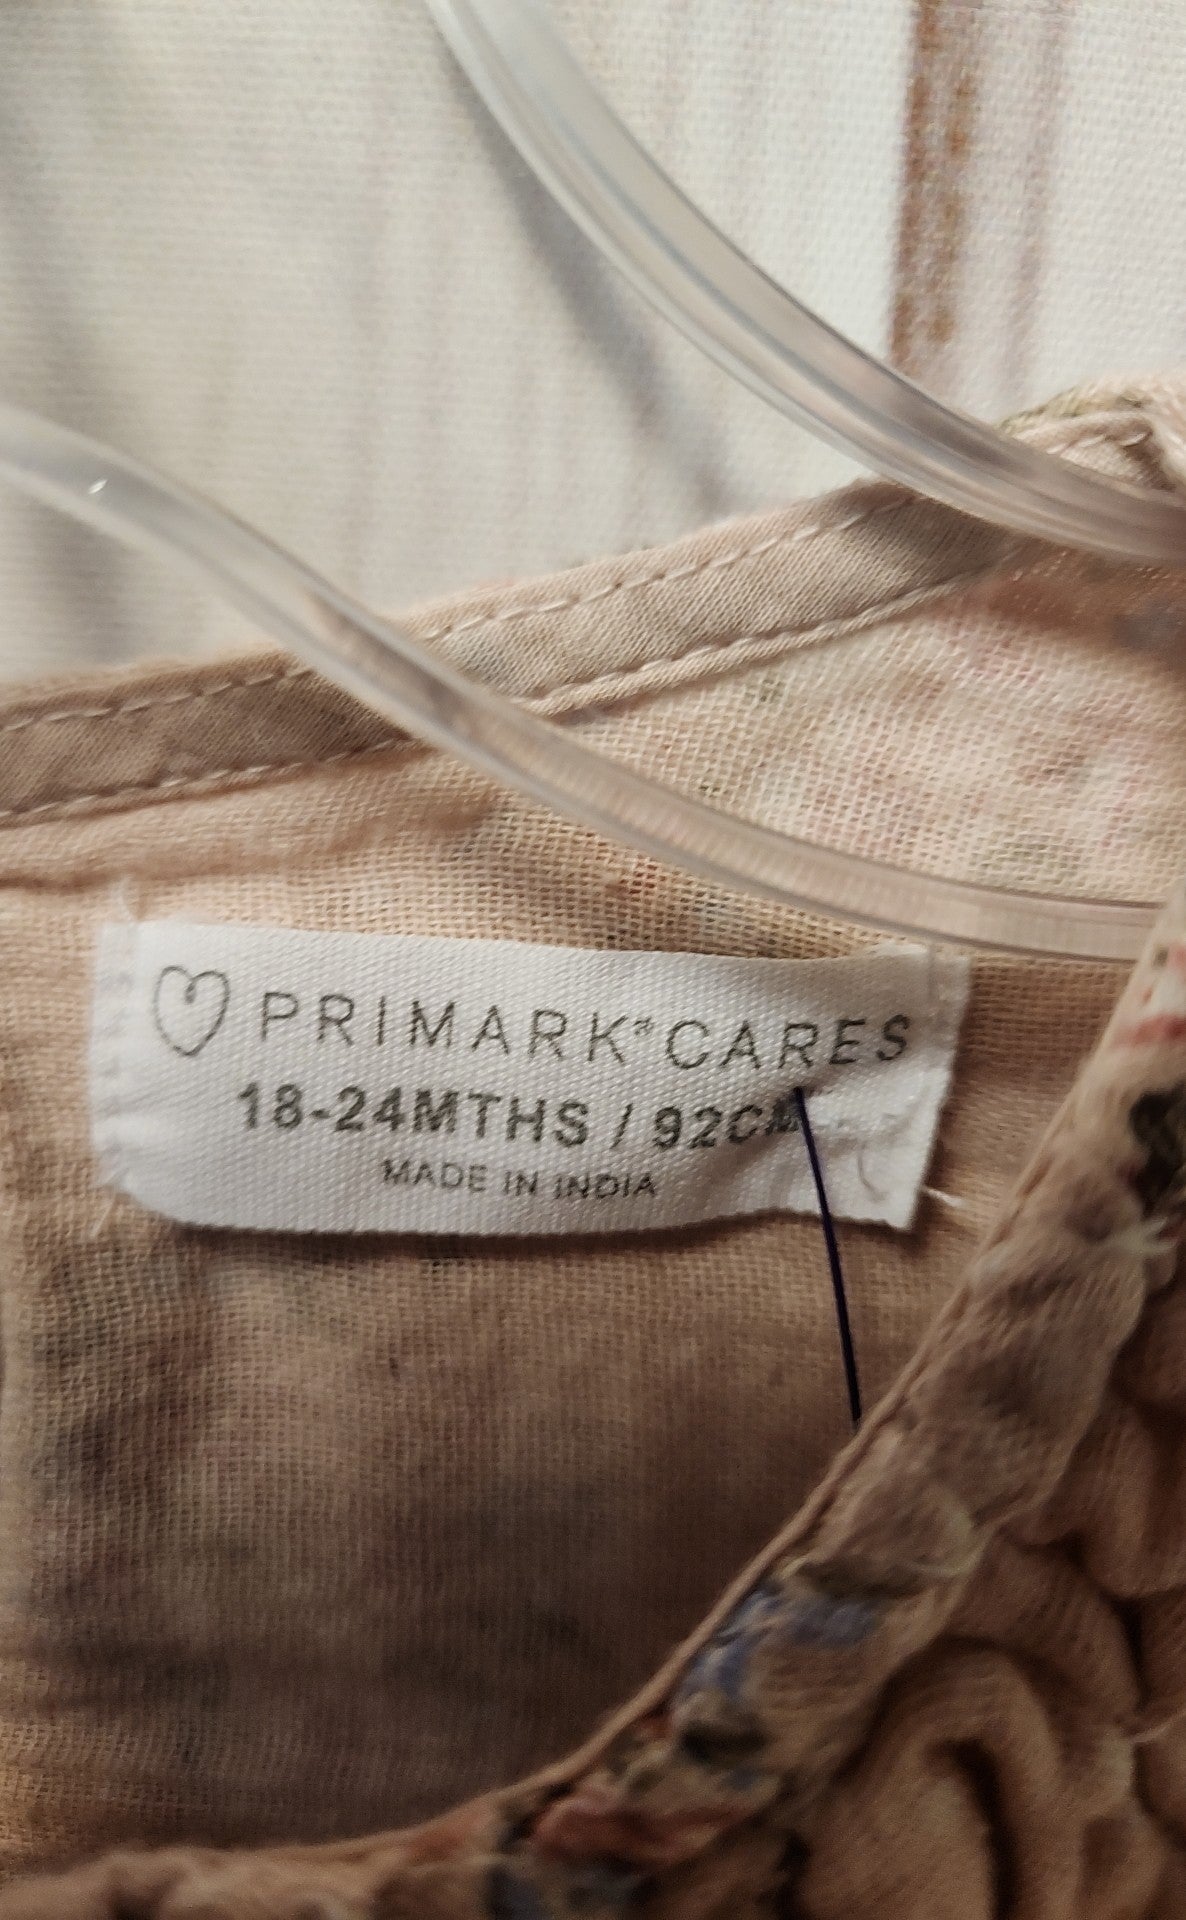 PRIMARK® CARES
18-24MTHS / 92CM
MADE IN INDIA